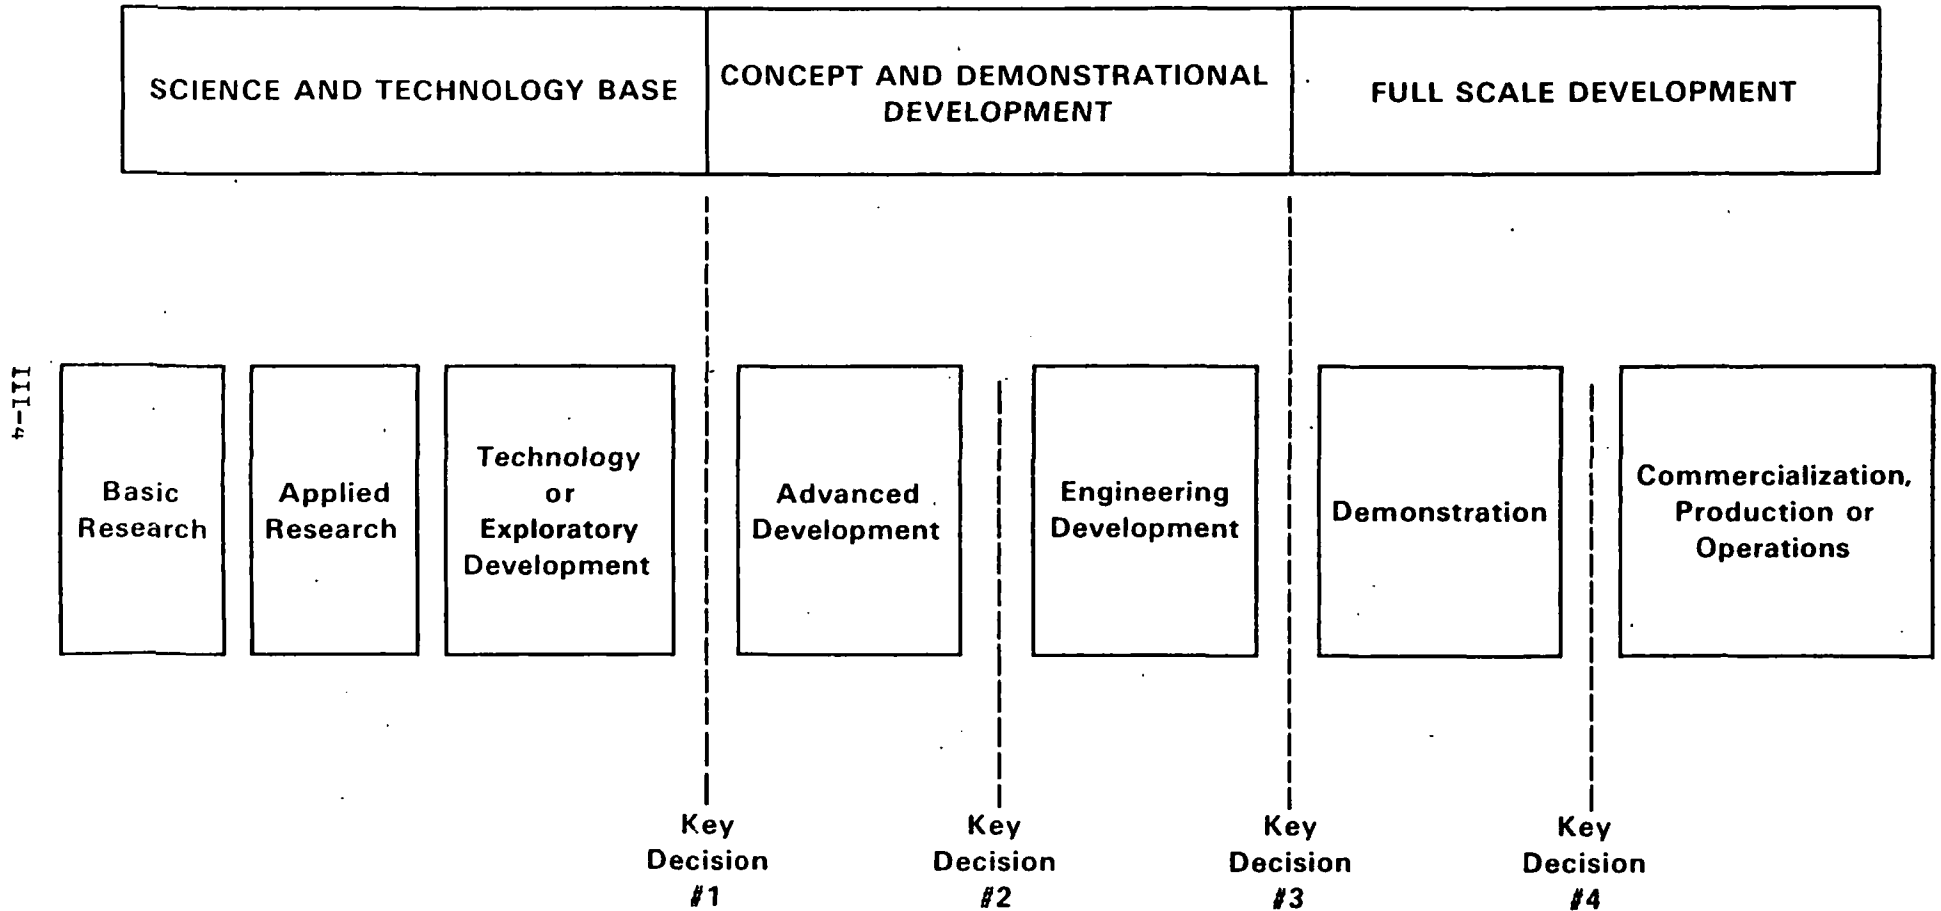 SCIENCE AND TECHNOLOGY BASE
CONCEPT AND DEMONSTRATIONAL
DEVELOPMENT
FULL SCALE DEVELOPMENT
III-4
Basic
Research
Applied
Research
Technology
or
Exploratory
Development
Advanced
Development
Engineering
Development
Demonstration
Commercialization,
Production or
Operations
Key
Decision
#1
Key
Decision
#2
Key
Decision
#3
Key
Decision
#4